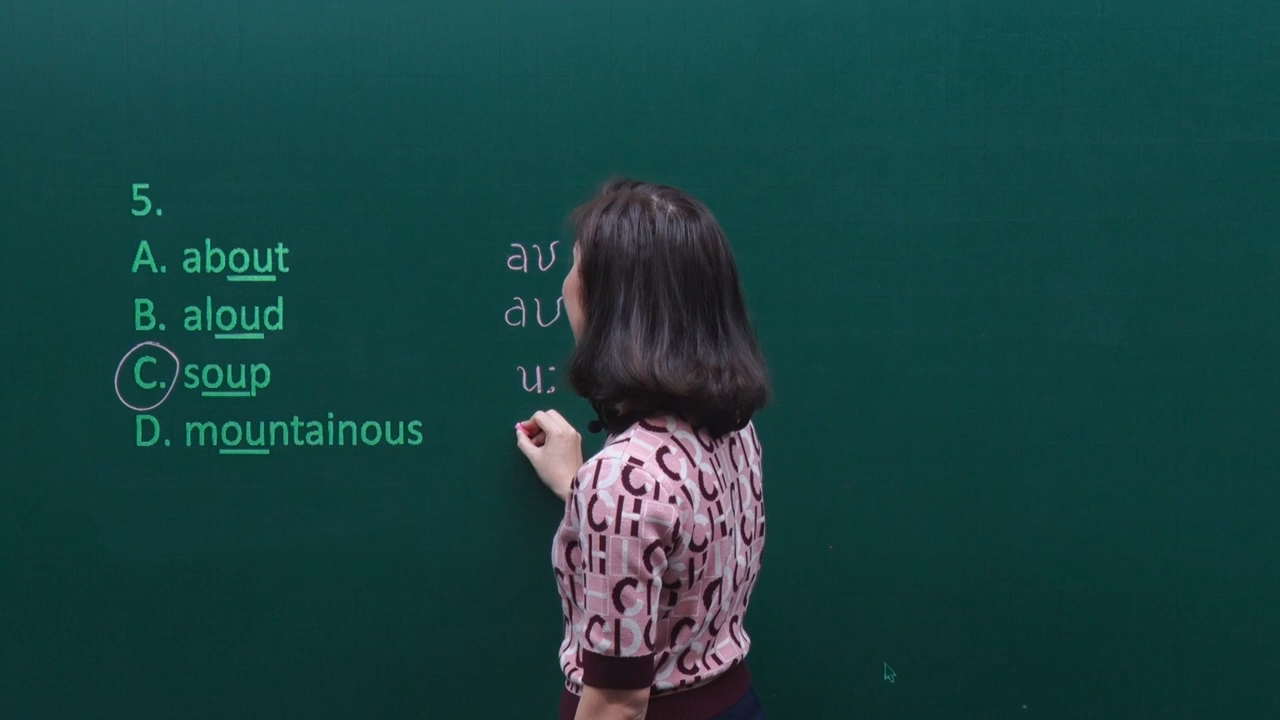 5.
A. about aʊ
B. aloud aʊ
C. soup u:
D. mountainous